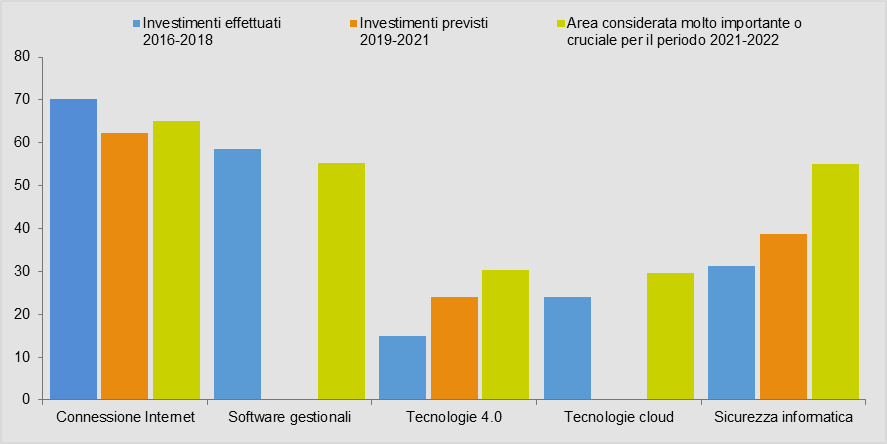 Investimenti effettuati
2016-2018
Investimenti previsti
2019-2021
Area considerata molto importante o
cruciale per il periodo 2021-2022
80
70
60
50
40
30
20
10
0
Connessione Internet
Software gestionali
Tecnologie 4.0
Tecnologie cloud
Sicurezza informatica